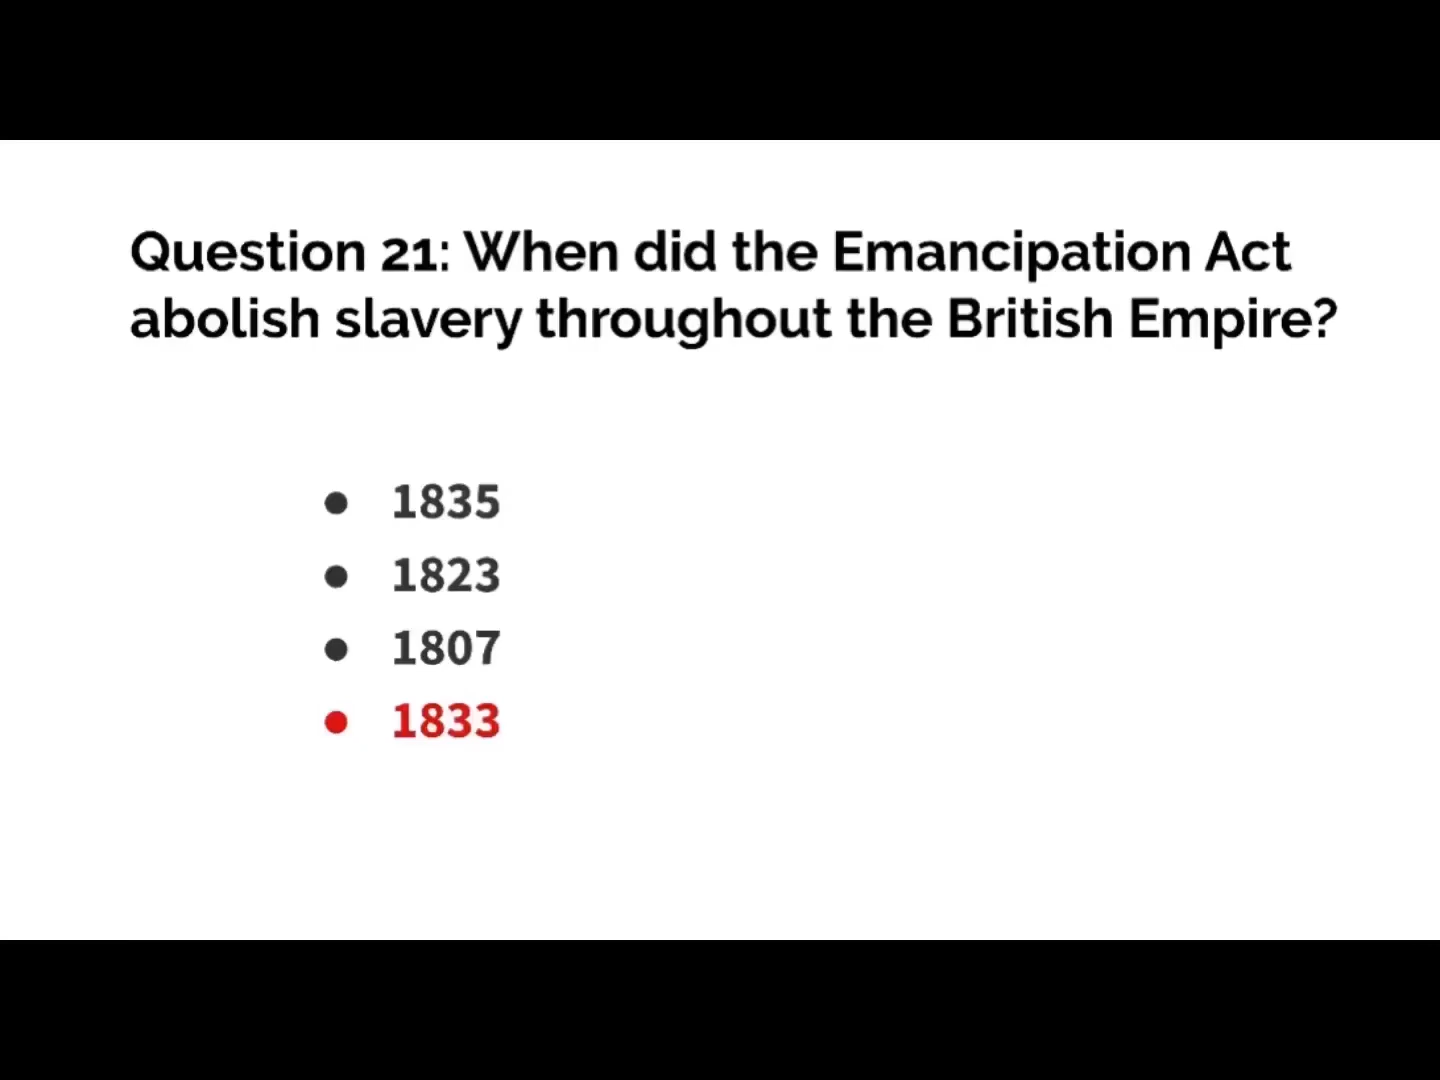 Question 21: When did the Emancipation Act
abolish slavery throughout the British Empire?
● 1835
● 1823
● 1807
● 1833